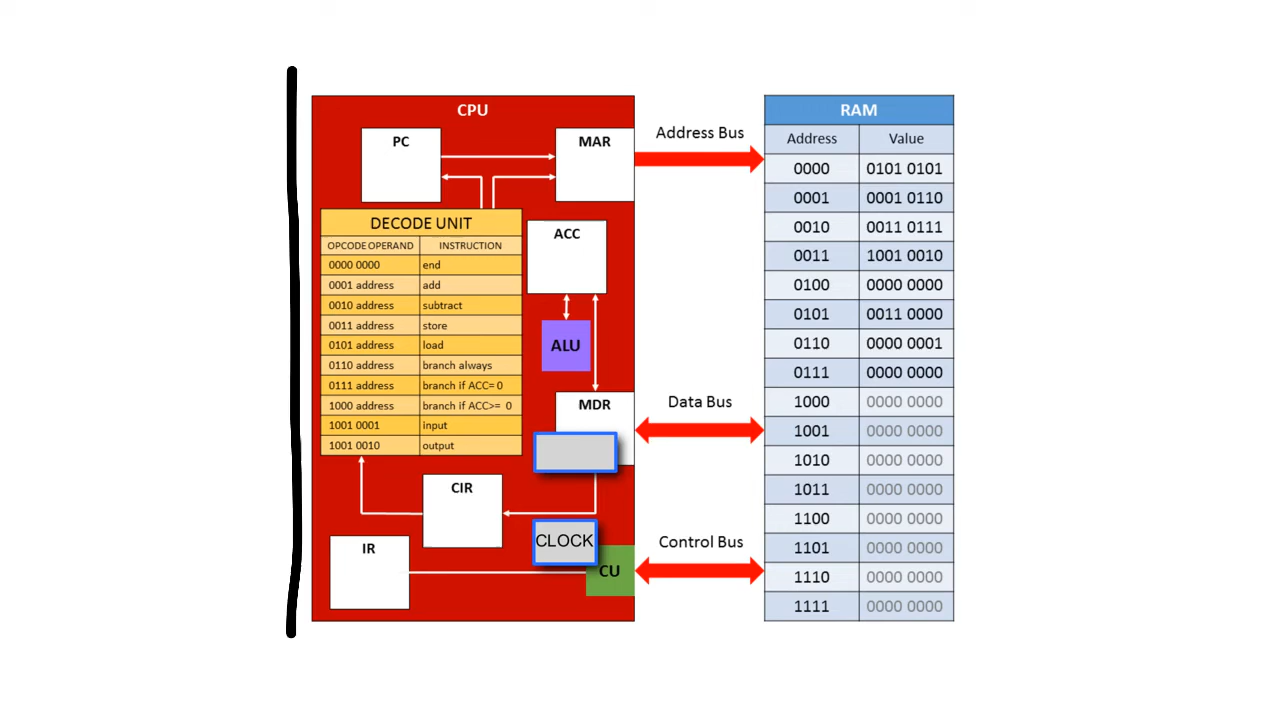 CPU
PC
MAR
DECODE UNIT
OPCODE OPERAND INSTRUCTION
0000 0000 end
0001 address add
0010 address subtract
0011 address store
0101 address load
0110 address branch always
0111 address branch if ACC= 0
1000 address branch if ACC>= 0
1001 0001 input
1001 0010 output
ACC
ALU
MDR
CIR
CLOCK
IR
CU
Address Bus
Data Bus
Control Bus
RAM
Address Value
0000 0101 0101
0001 0001 0110
0010 0011 0111
0011 1001 0010
0100 0000 0000
0101 0011 0000
0110 0000 0001
0111 0000 0000
1000 0000 0000
1001 0000 0000
1010 0000 0000
1011 0000 0000
1100 0000 0000
1101 0000 0000
1110 0000 0000
1111 0000 0000